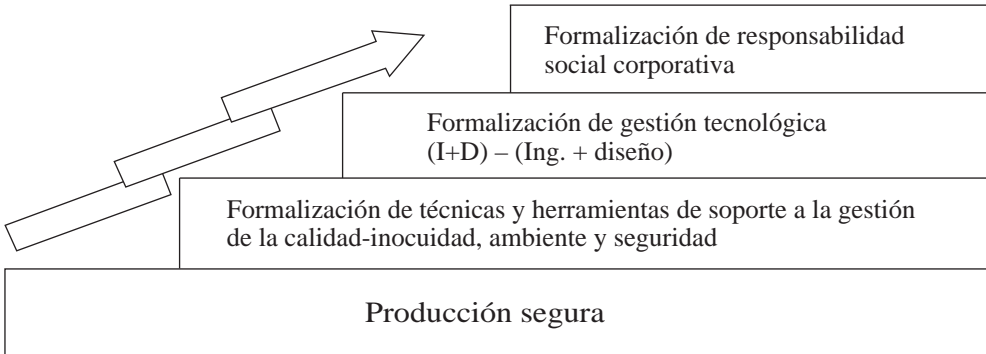 Formalización de responsabilidad
social corporativa
Formalización de gestión tecnológica
(I+D) – (Ing. + diseño)
Formalización de técnicas y herramientas de soporte a la gestión
de la calidad-inocuidad, ambiente y seguridad
Producción segura